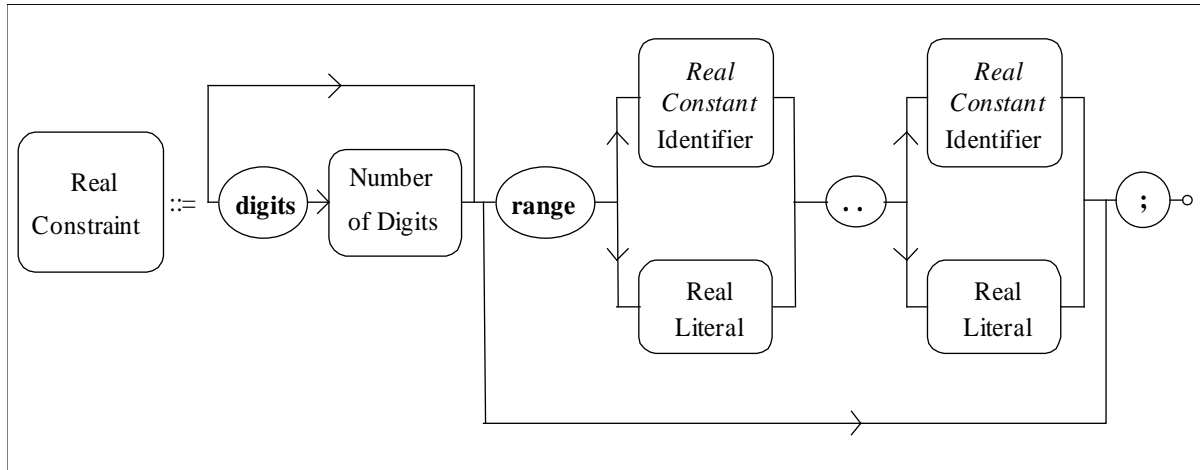 Real
Constraint
::=
digits
Number
of Digits
range
Real
Constant
Identifier
Real
Literal
..
Real
Constant
Identifier
Real
Literal
;